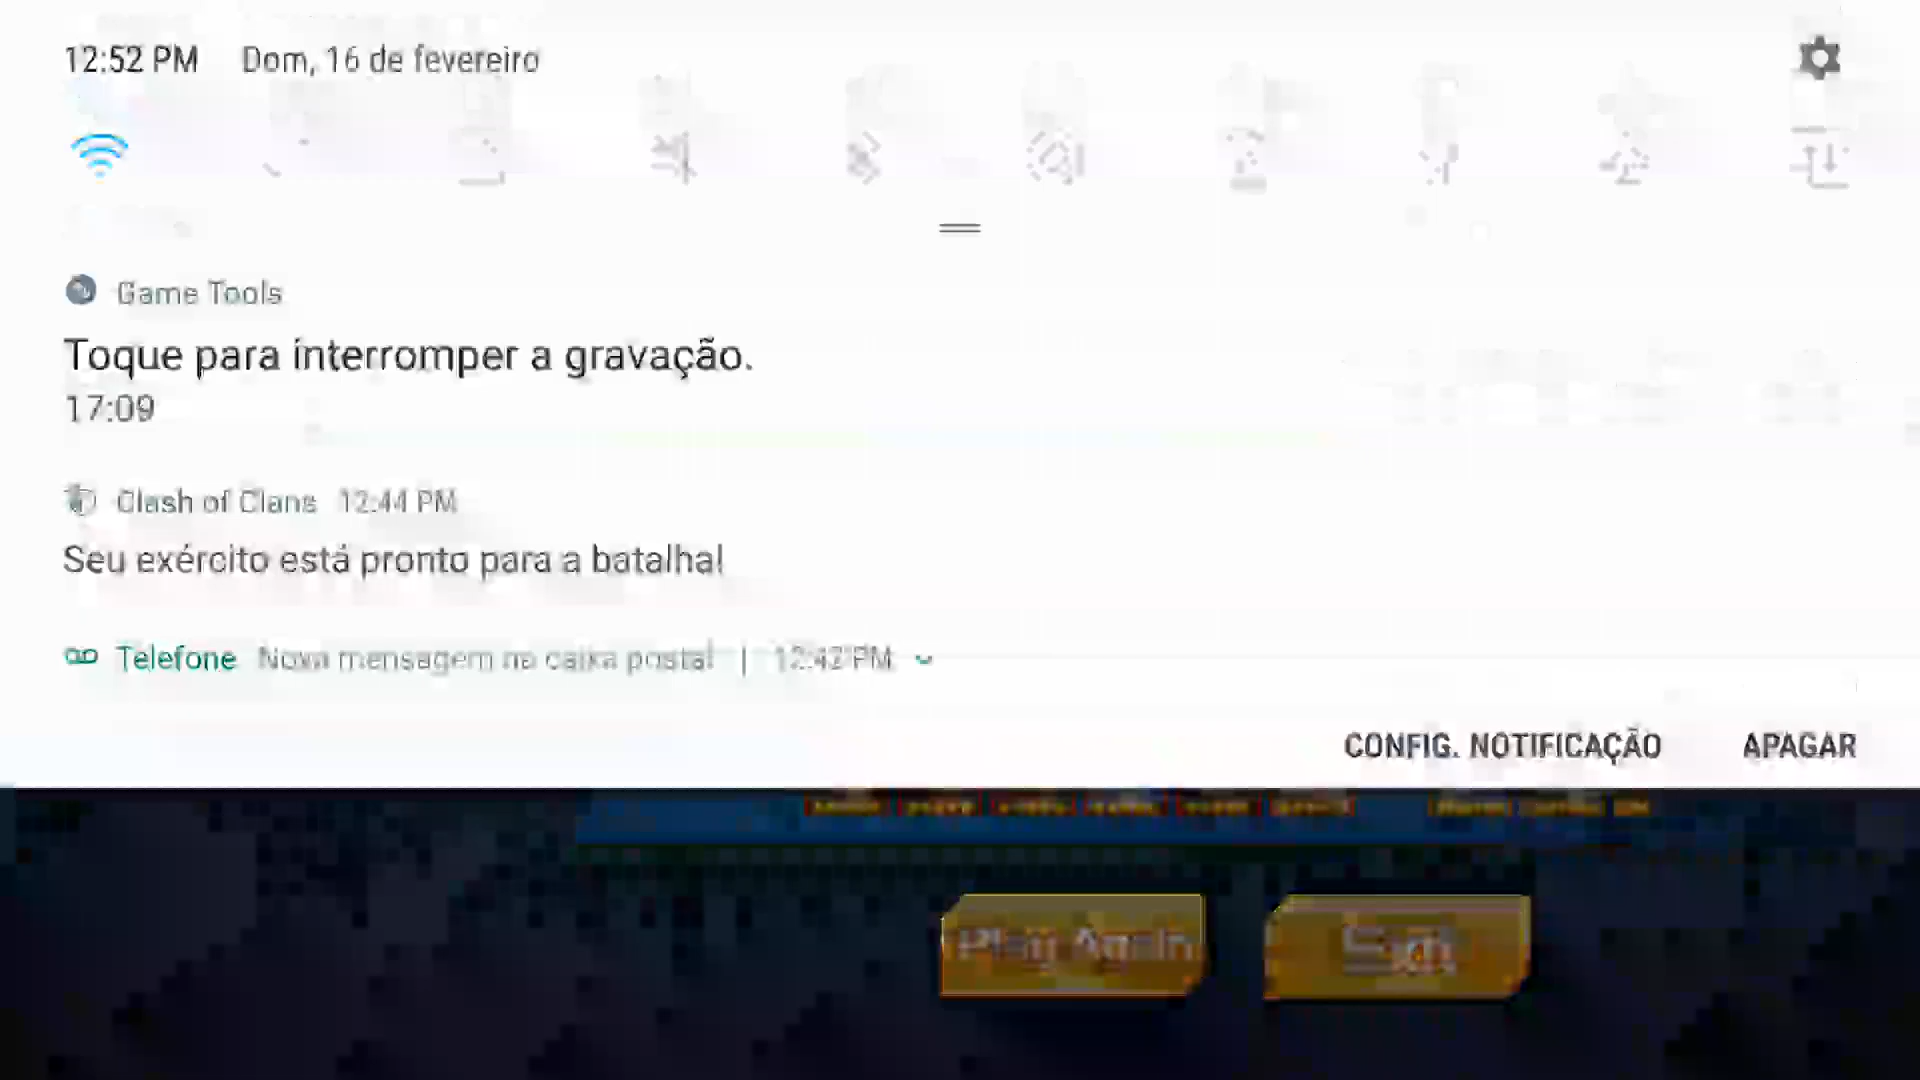 12:52 PM Dom, 16 de fevereiro
Game Tools
Toque para interromper a gravação.
17:09
Clash of Clans 12:44 PM
Seu exército está pronto para a batalha!
Telefone Nova mensagem na caixa postal | 12:42 PM
CONFIG. NOTIFICAÇÃO APAGAR
Play Again